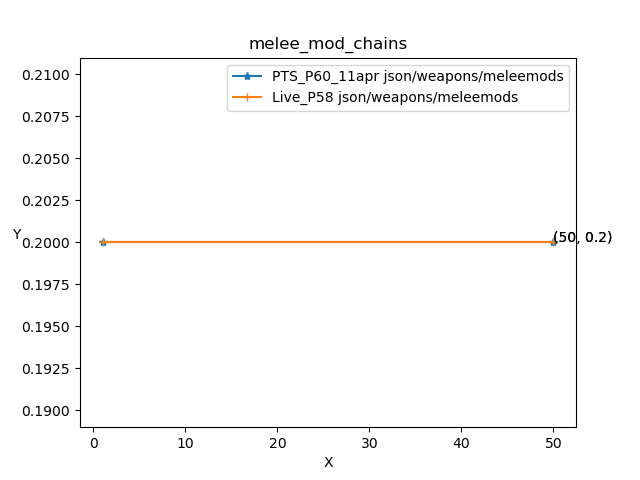 melee_mod_chains
PTS_P60_11apr json/weapons/meleemods
Live_P58 json/weapons/meleemods
0.2100
0.2075
0.2050
0.2025
Y
0.2000
(50, 0.2)
0.1975
0.1950
0.1925
0.1900
0 10 20 30 40 50
X